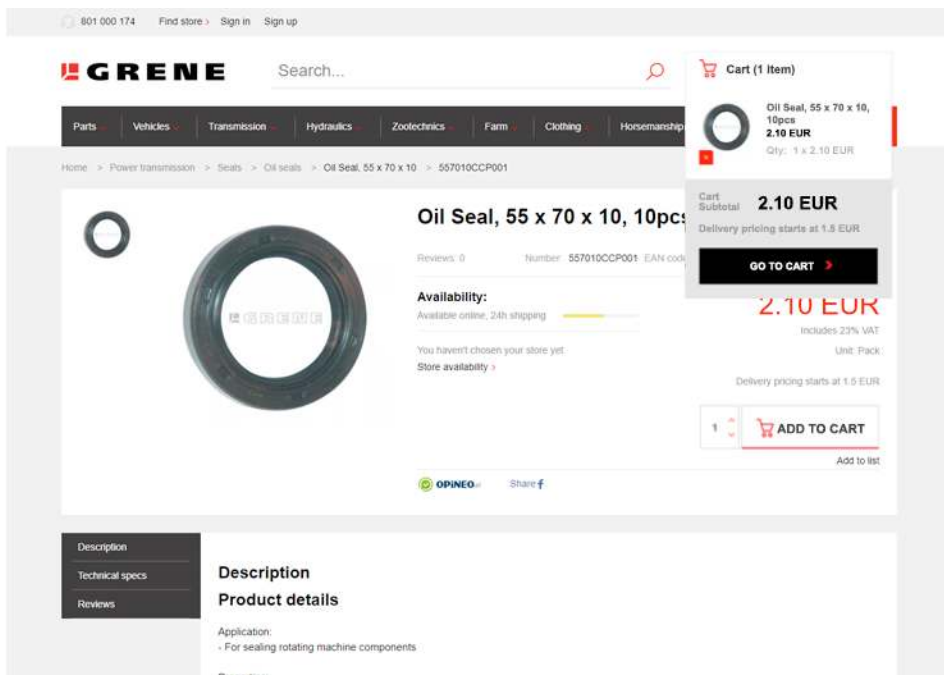 801 000 174 Find store > Sign in Sign up
GRENE
Search...
Cart (1 Item)
Oil Seal, 55 x 70 x 10,
10pcs
2.10 EUR
Qty: 1 x 2.10 EUR
Cart
Subtotal 2.10 EUR
Delivery pricing starts at 1.5 EUR
GO TO CART >
Parts Vehicles Transmission Hydraulics Zootechnics Farm Clothing Horsemanship
Home > Power transmission > Seals > Oil seals > Oil Seal, 55 x 70 x 10 > 557010CCP001
Oil Seal, 55 x 70 x 10, 10pcs
Reviews: 0 Number: 557010CCP001 EAN code
GRENE
Availability:
Available online, 24h shipping
You haven't chosen your store yet
Store availability >
2.10 EUR
Includes 23% VAT
Unit: Pack
Delivery pricing starts at 1.5 EUR
1 ADD TO CART
Add to list
OPiNEO Share f
Description
Technical specs
Reviews
Description
Product details
Application:
- For sealing rotating machine components